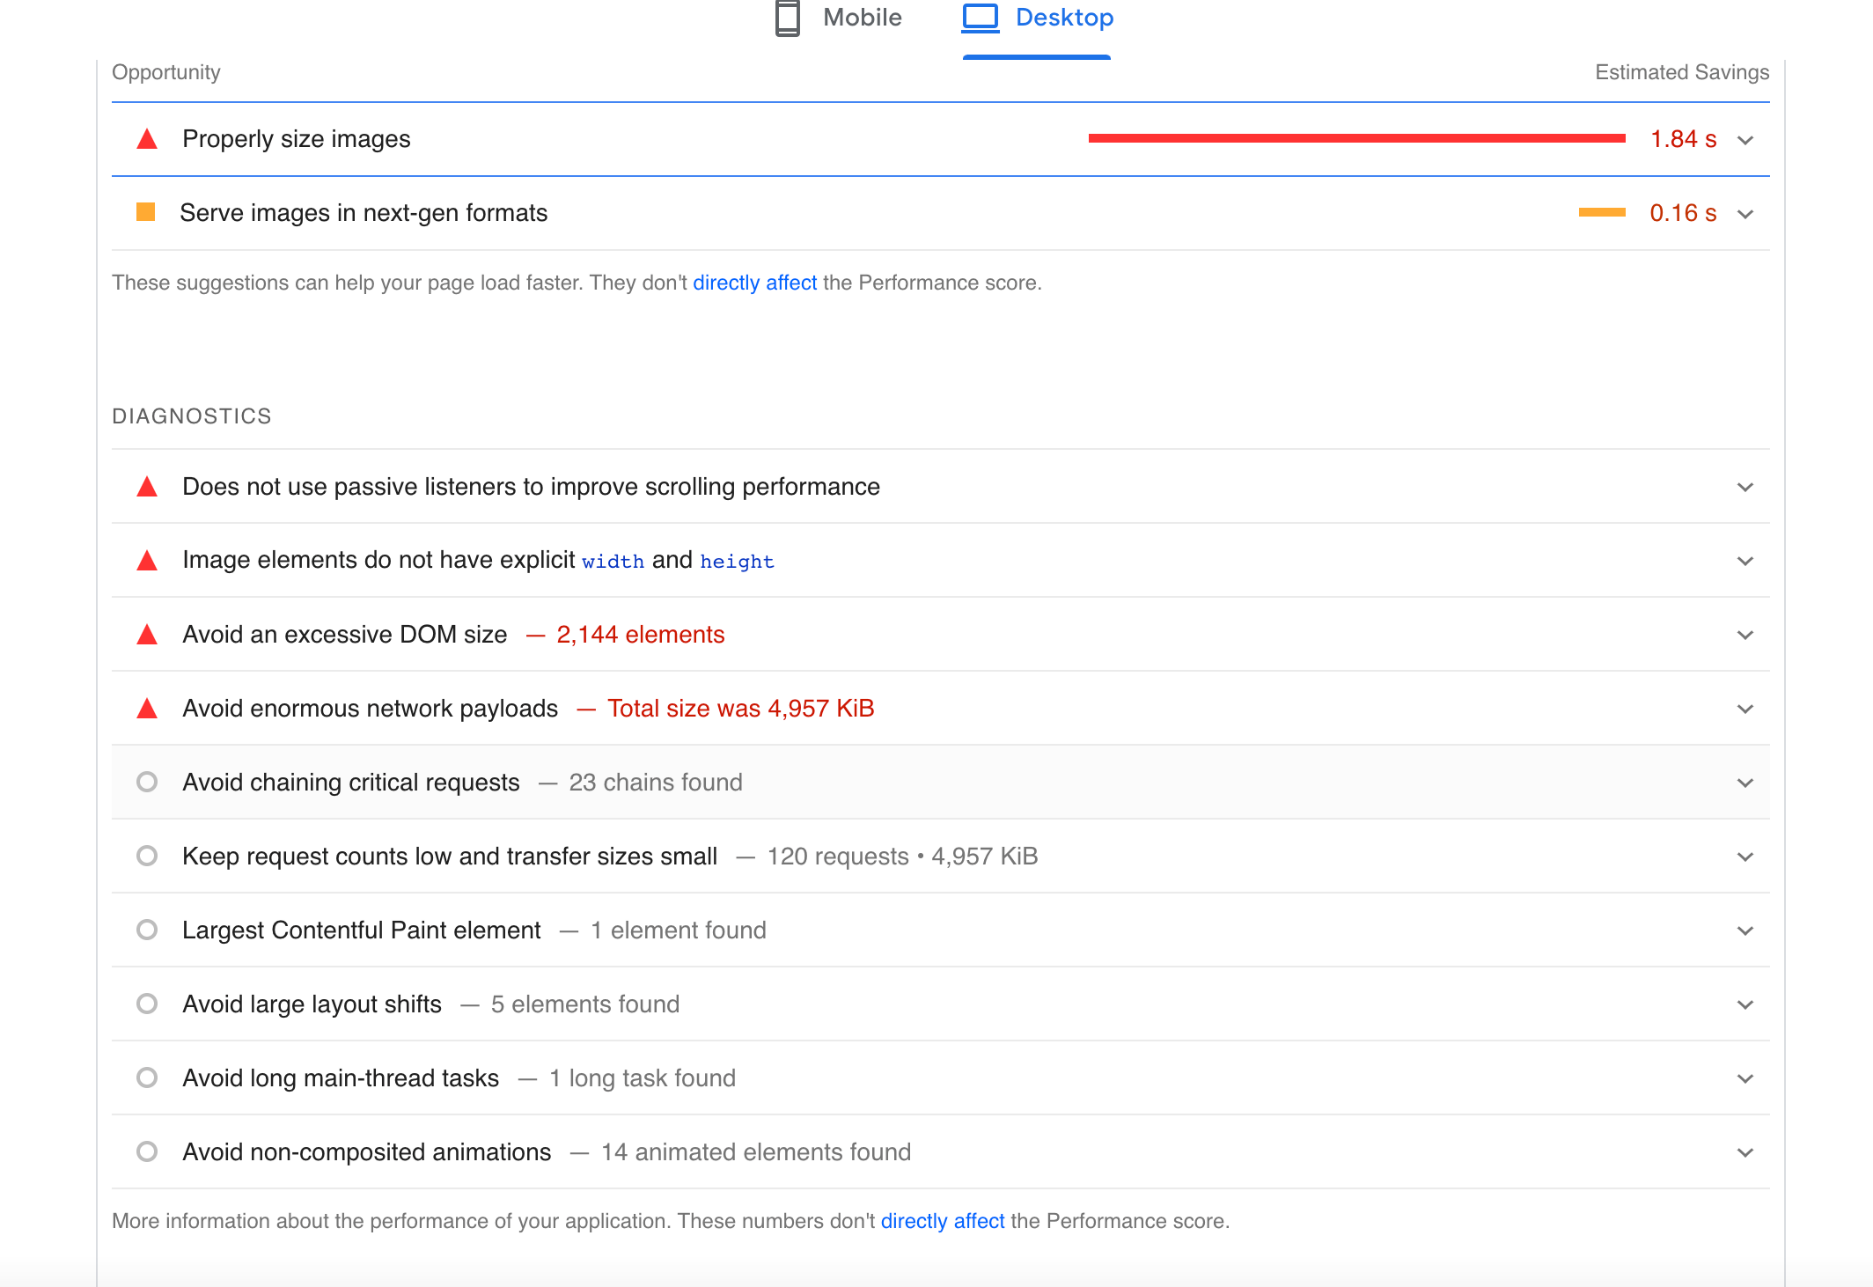 Mobile Desktop
Opportunity Estimated Savings
Properly size images 1.84 s
Serve images in next-gen formats 0.16 s
These suggestions can help your page load faster. They don't directly affect the Performance score.
DIAGNOSTICS
Does not use passive listeners to improve scrolling performance
Image elements do not have explicit width and height
Avoid an excessive DOM size — 2,144 elements
Avoid enormous network payloads — Total size was 4,957 KiB
Avoid chaining critical requests — 23 chains found
Keep request counts low and transfer sizes small — 120 requests • 4,957 KiB
Largest Contentful Paint element — 1 element found
Avoid large layout shifts — 5 elements found
Avoid long main-thread tasks — 1 long task found
Avoid non-composited animations — 14 animated elements found
More information about the performance of your application. These numbers don't directly affect the Performance score.